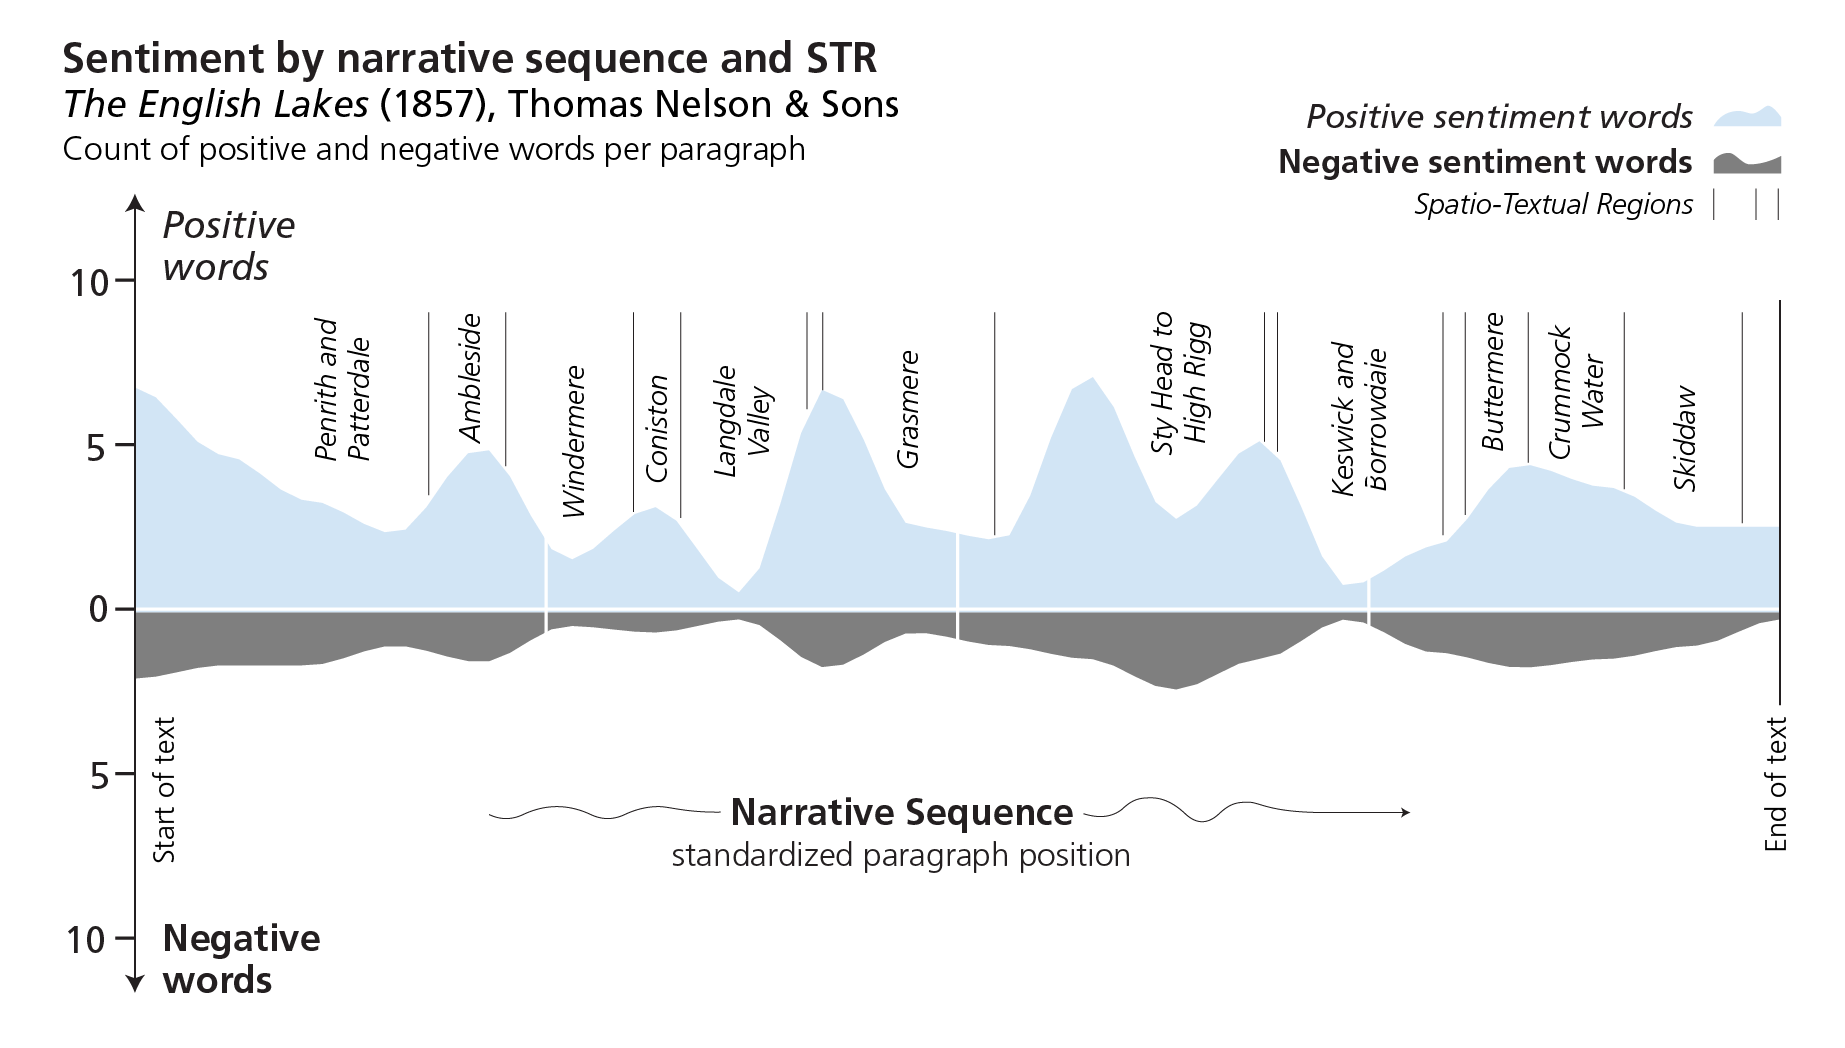 Sentiment by narrative sequence and STR
The English Lakes (1857), Thomas Nelson & Sons
Count of positive and negative words per paragraph
Positive sentiment words
Negative sentiment words
Spatio-Textual Regions
Positive
words
10
5
0
5
10
Penrith and
Patterdale
Ambleside
Windermere
Coniston
Langdale
Valley
Grasmere
Sty Head to
High Rigg
Keswick and
Borrowdale
Buttermere
Crummock
Water
Skiddaw
Start of text
End of text
Narrative Sequence
standardized paragraph position
Negative
words